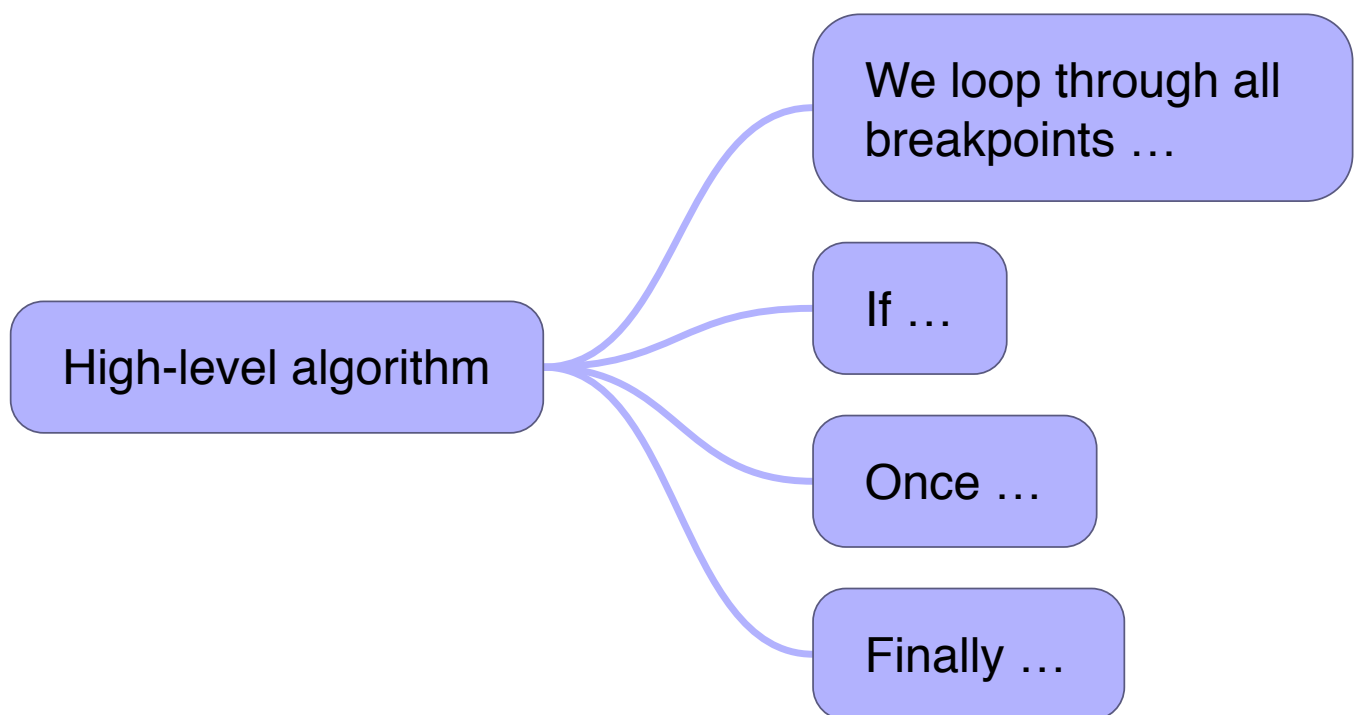 We loop through all
breakpoints …
If …
High-level algorithm
Once …
Finally …